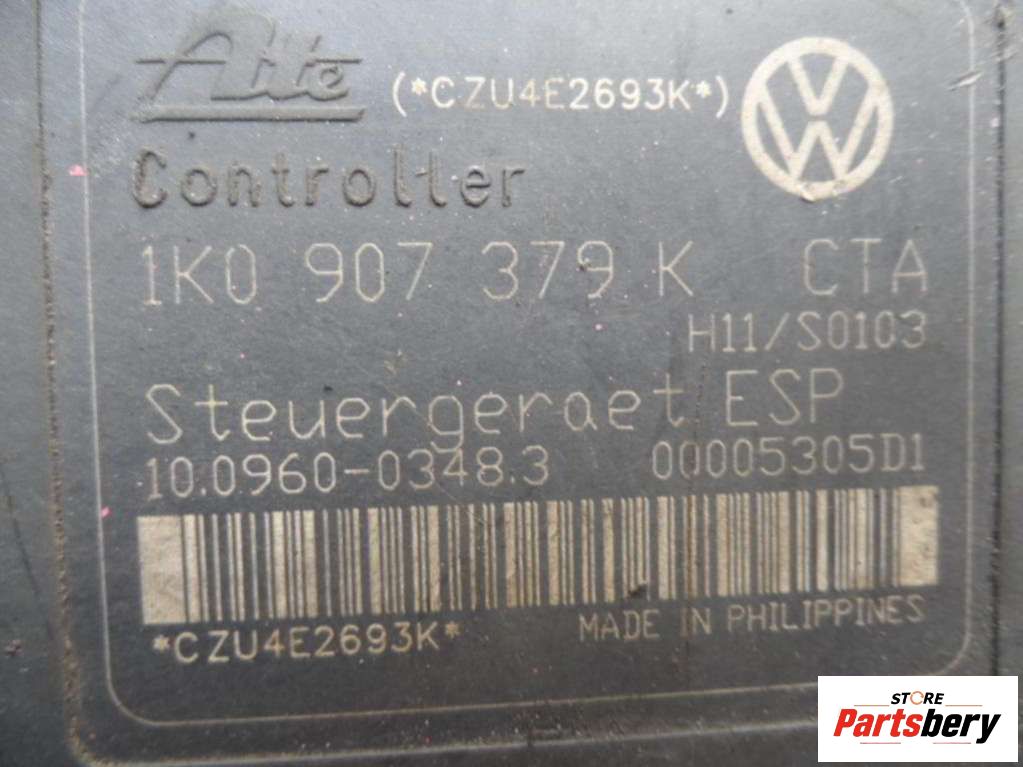 Ate (*CZU4E2693K*)
Controller
1K0 907 379 K CTA
H11/S0103
Steuergeraet ESP
10.0960-0348.3 00005305D1
*CZU4E2693K* MADE IN PHILIPPINES
STORE
Partsbery